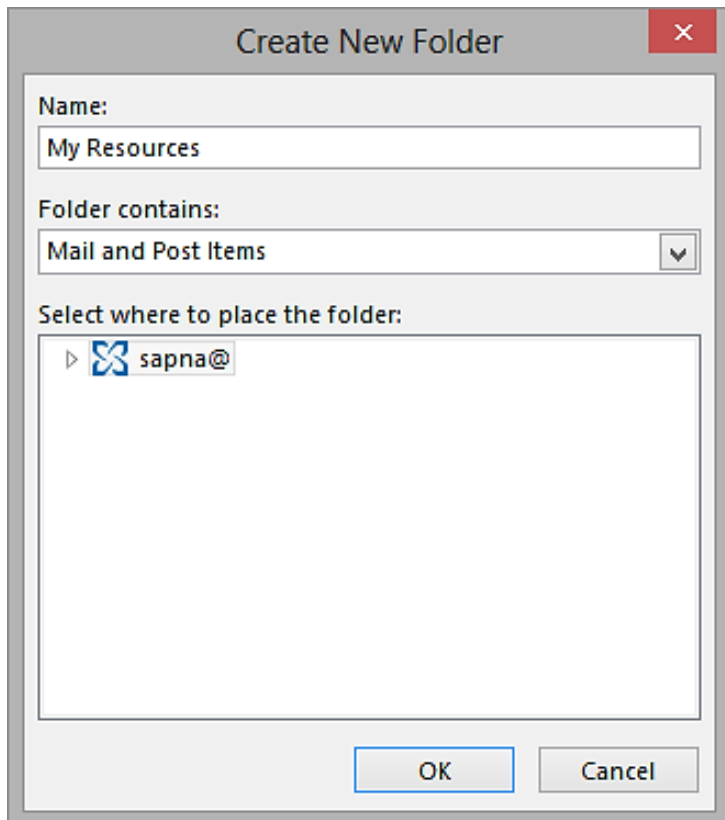 Create New Folder
Name:
My Resources
Folder contains:
Mail and Post Items
Select where to place the folder:
sapna@
OK
Cancel